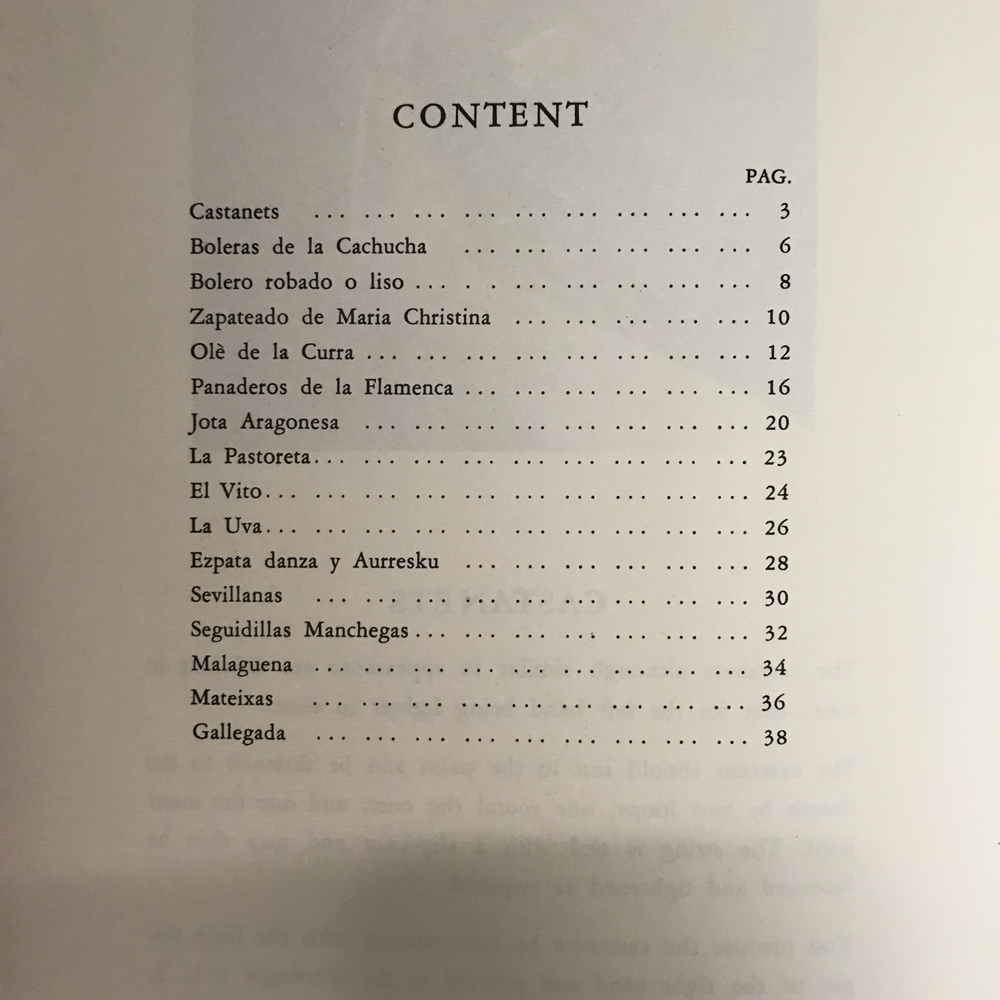 CONTENT
PAG.
Castanets ... ... ... ... ... ... ... ... ... 3
Boleras de la Cachucha ... ... ... ... ... ... 6
Bolero robado o liso ... . . ... ... ... ... ... ... 8
Zapateado de Maria Christina ... ... ... ... ... 10
Olè de la Curra ... ... ... ... ... ... ... ... 12
Panaderos de la Flamenca ... ... ... ... ... ... 16
Jota Aragonesa ... ... ... ... ... ... ... ... 20
La Pastoreta ... ... ... ... ... ... ... ... ... 23
El Vito ... ... ... ... ... ... ... ... ... ... 24
La Uva ... ... ... ... ... ... ... ... ... ... 26
Ezpata danza y Aurresku ... ... ... ... ... ... 28
Sevillanas ... ... ... ... ... ... ... ... ... 30
Seguidillas Manchegas ... ... ... ... ... ... ... 32
Malaguena ... ... ... ... ... ... ... ... ... 34
Mateixas ... ... ... ... ... ... ... ... ... 36
Gallegada ... ... ... ... ... ... ... ... ... 38